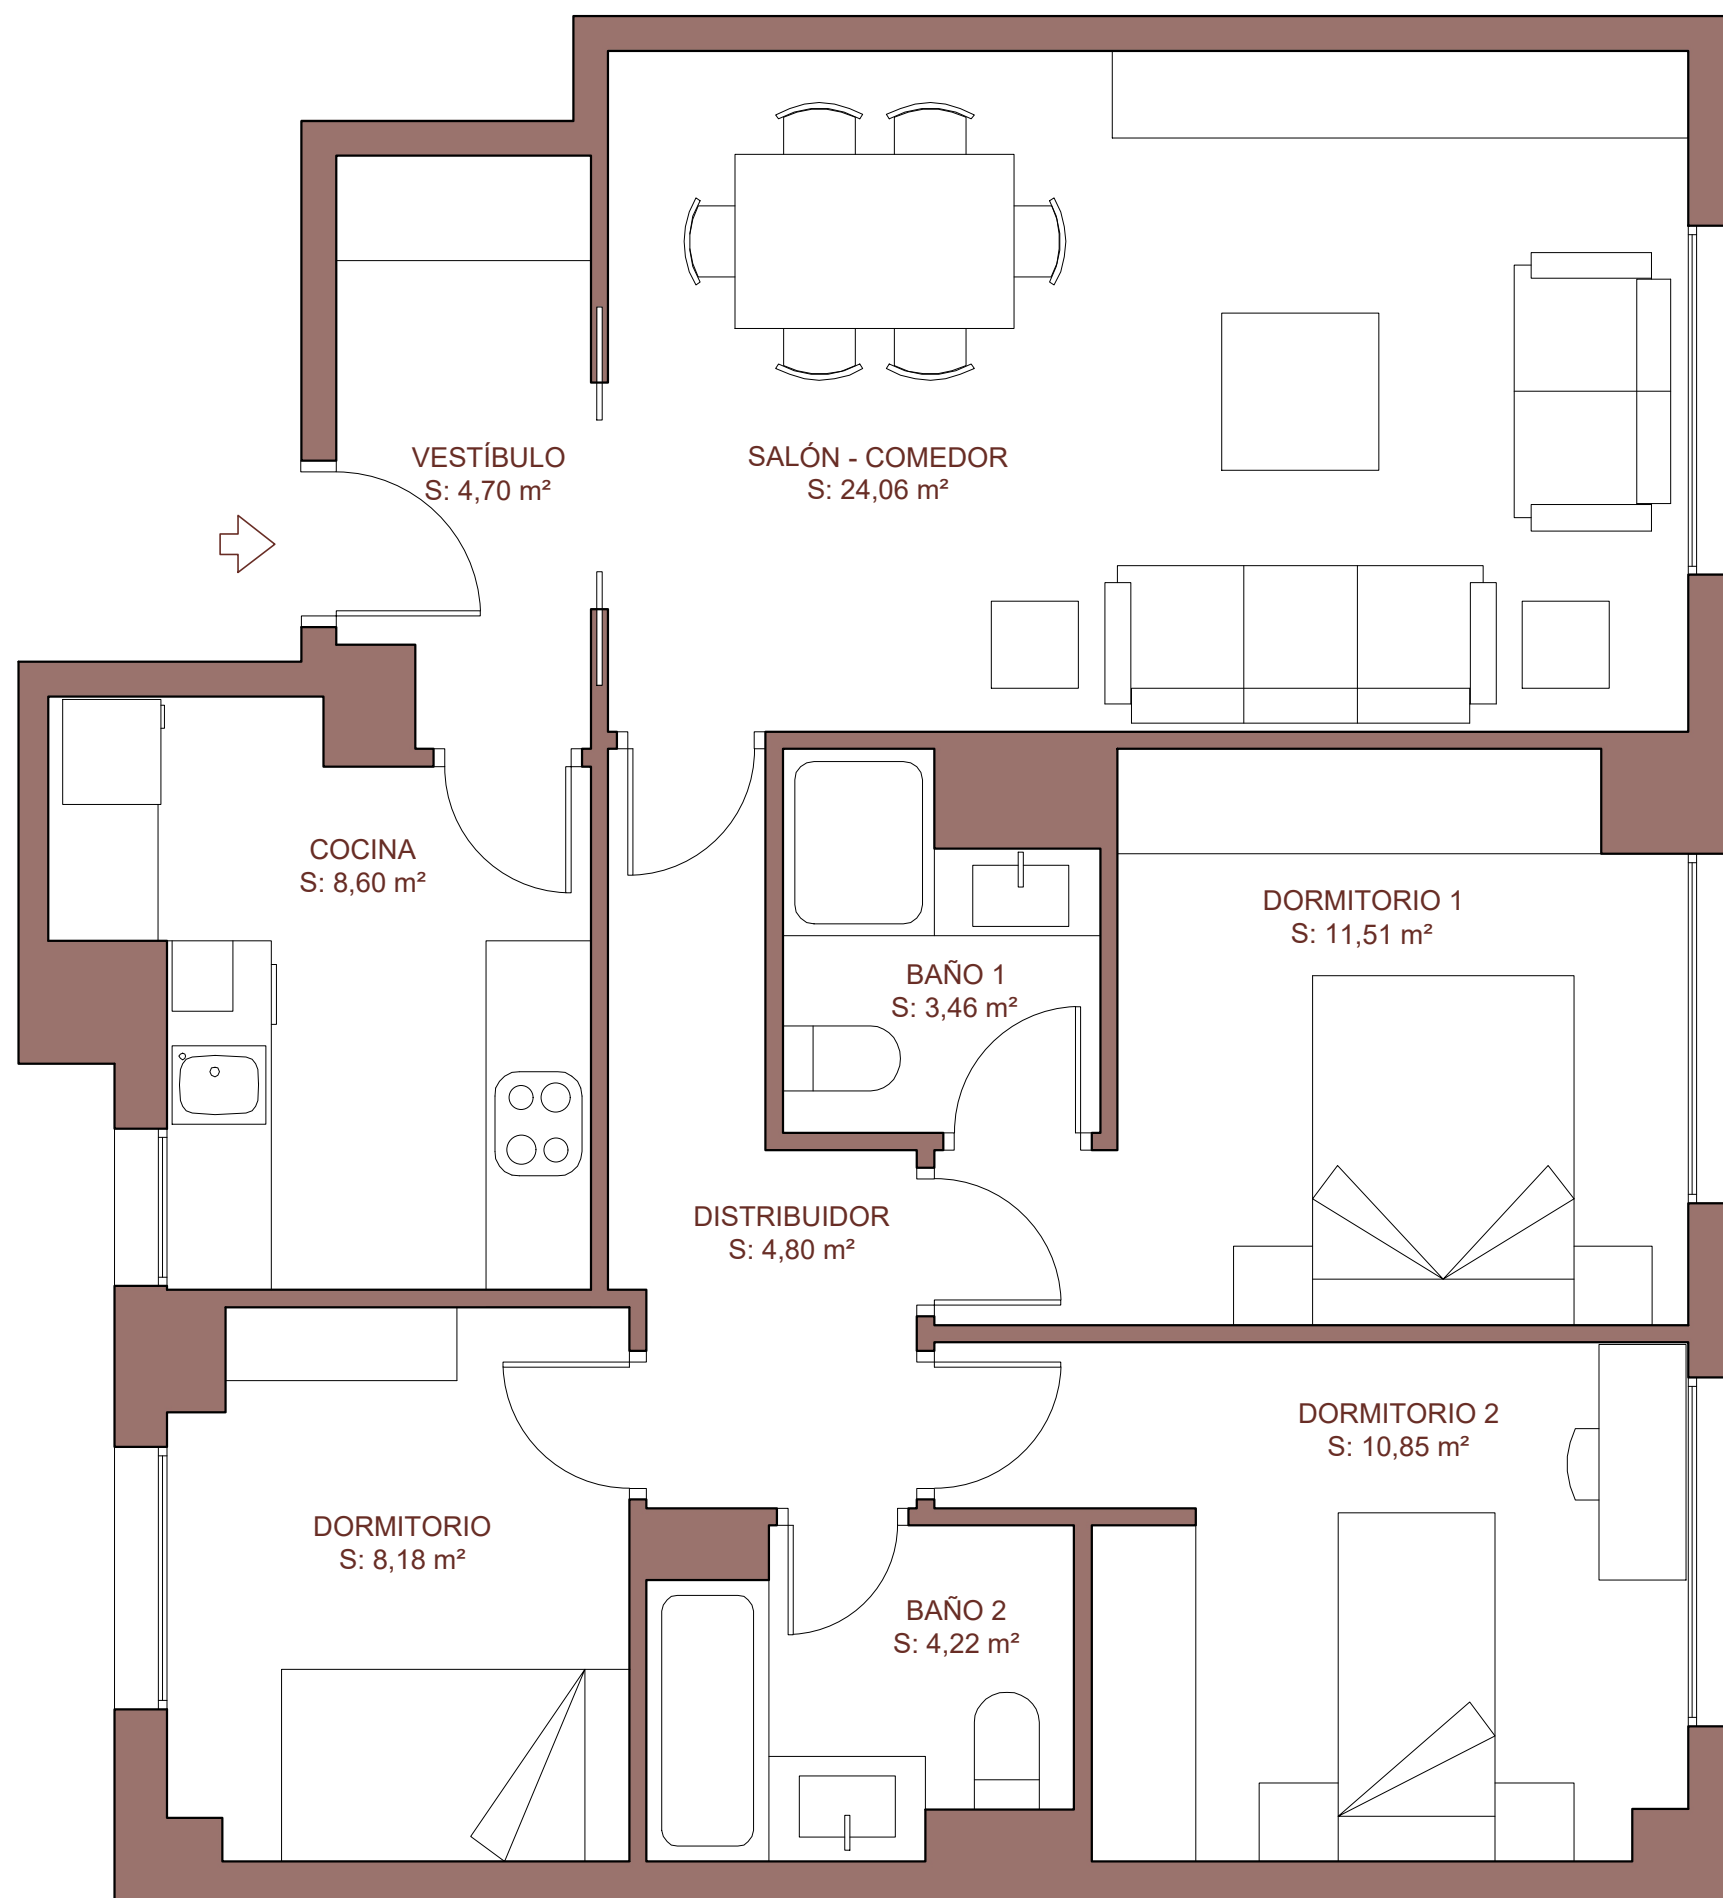 VESTÍBULO
S: 4,70 m²
SALÓN - COMEDOR
S: 24,06 m²
COCINA
S: 8,60 m²
DORMITORIO 1
S: 11,51 m²
BAÑO 1
S: 3,46 m²
DISTRIBUIDOR
S: 4,80 m²
DORMITORIO 2
S: 10,85 m²
DORMITORIO
S: 8,18 m²
BAÑO 2
S: 4,22 m²